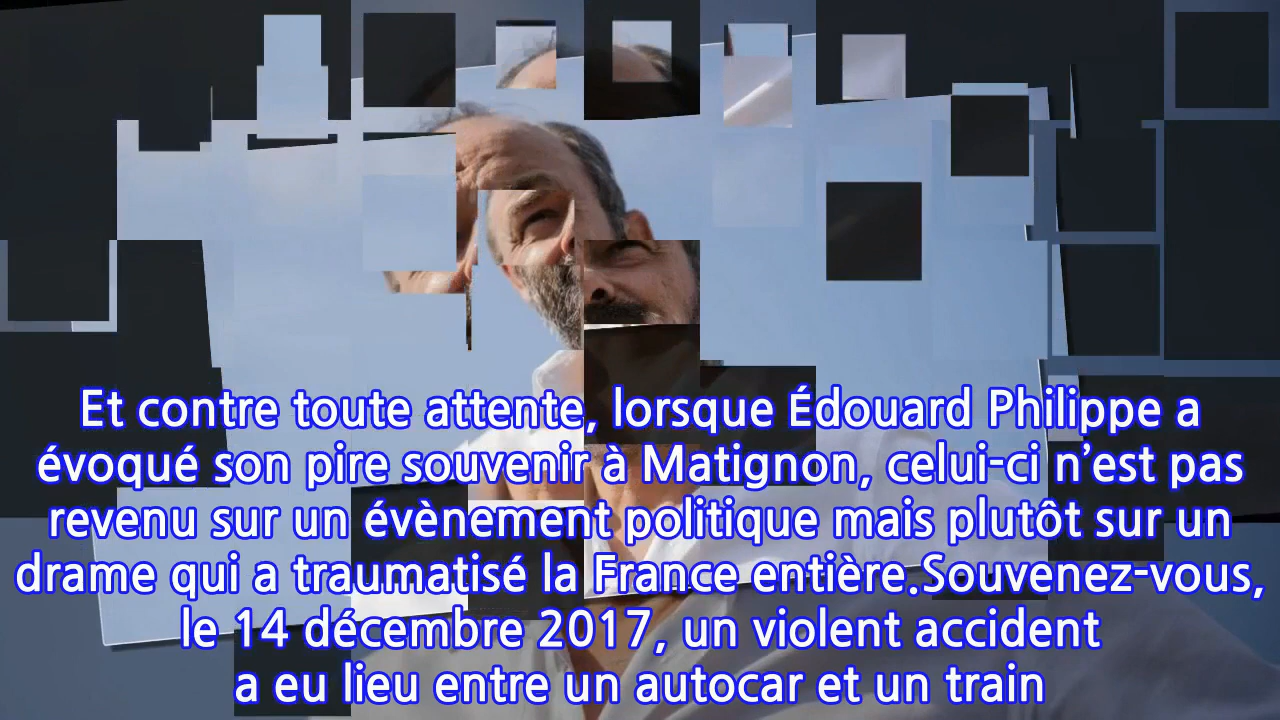 Et contre toute attente, lorsque Édouard Philippe a
évoqué son pire souvenir à Matignon, celui-ci n’est pas
revenu sur un évènement politique mais plutôt sur un
drame qui a traumatisé la France entière.Souvenez-vous,
le 14 décembre 2017, un violent accident
a eu lieu entre un autocar et un train